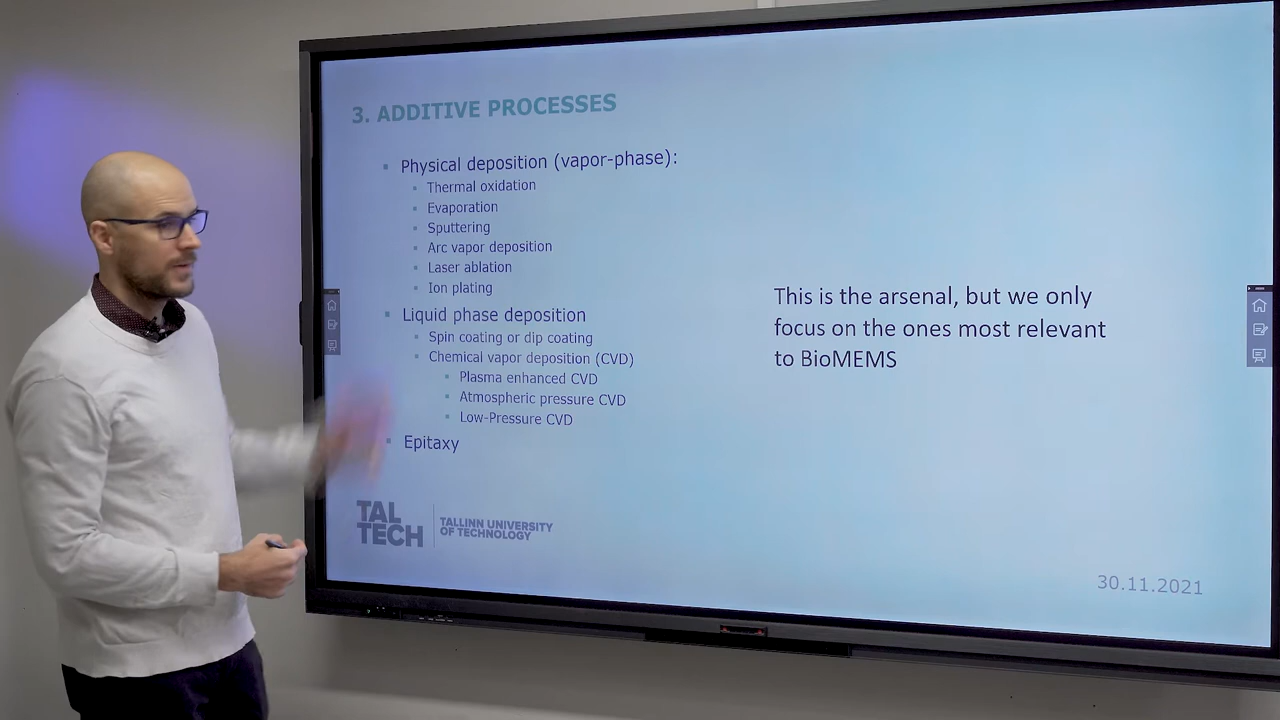 3. ADDITIVE PROCESSES
Physical deposition (vapor-phase):
Thermal oxidation
Evaporation
Sputtering
Arc vapor deposition
Laser ablation
Ion plating
Liquid phase deposition
Spin coating or dip coating
Chemical vapor deposition (CVD)
Plasma enhanced CVD
Atmospheric pressure CVD
Low-Pressure CVD
Epitaxy
This is the arsenal, but we only
focus on the ones most relevant
to BioMEMS
TAL
TECH
TALLINN UNIVERSITY
OF TECHNOLOGY
30.11.2021